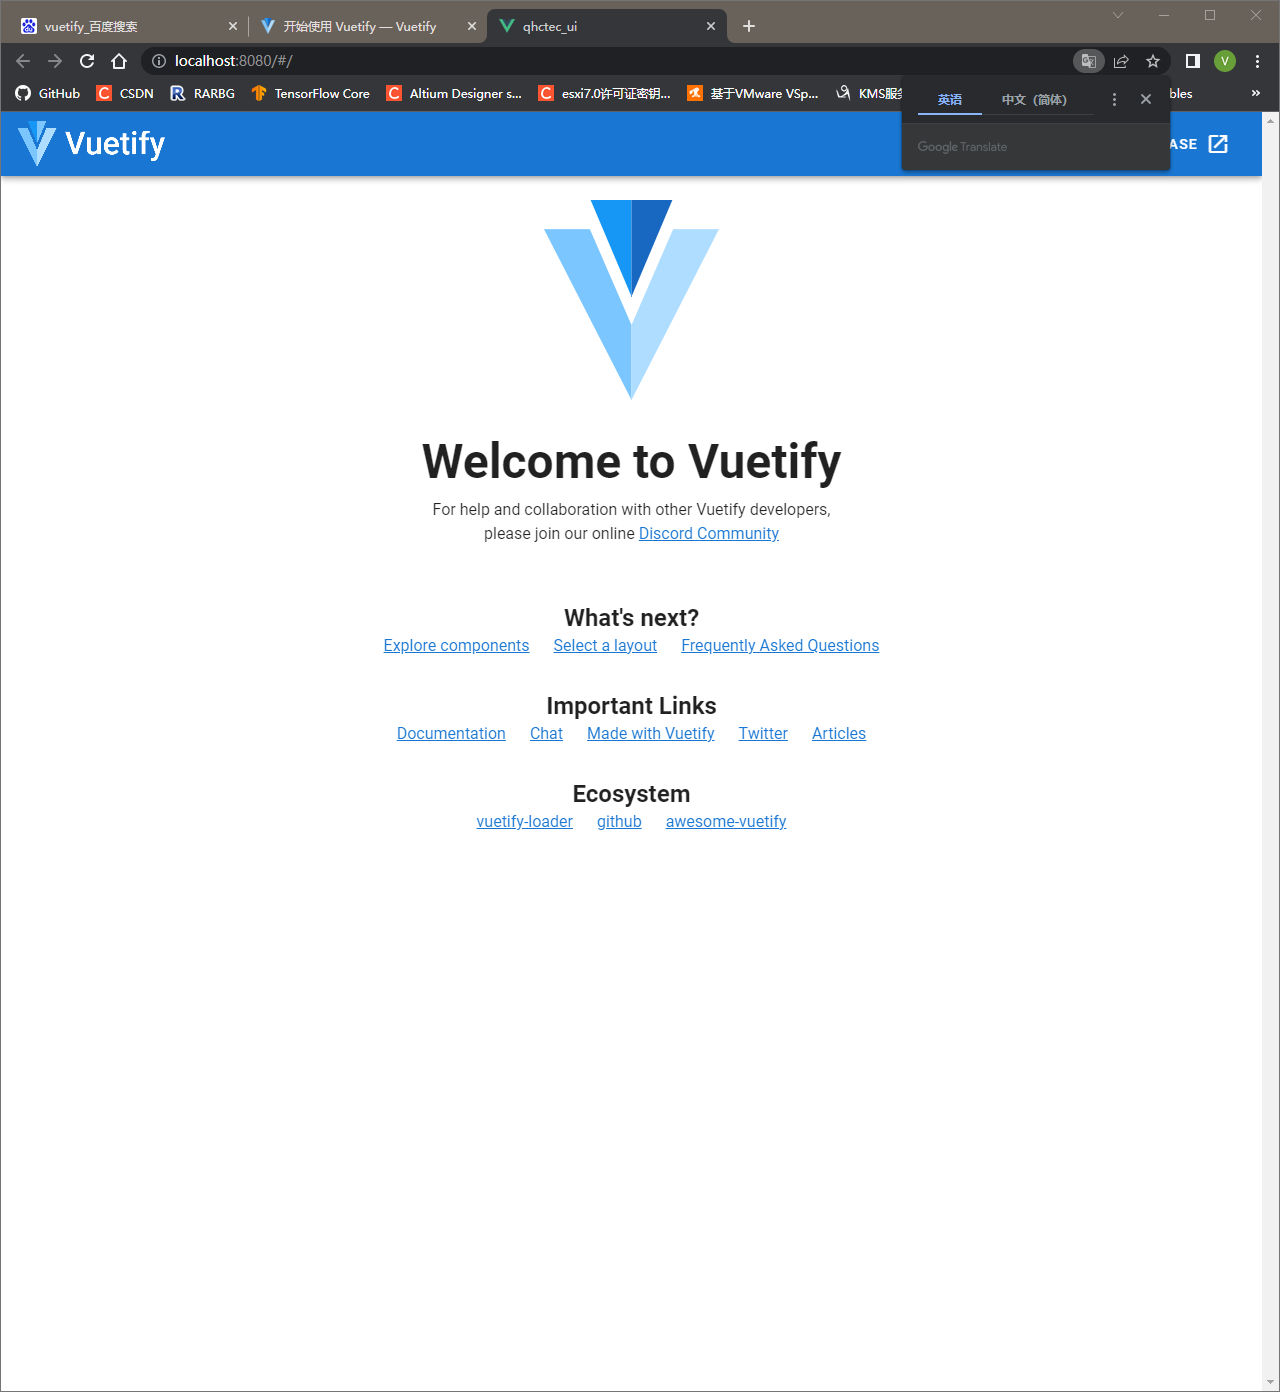 vuetify_百度搜索
开始使用 Vuetify — Vuetify
qhctec_ui
localhost:8080/#/
GitHub
CSDN
RARBG
TensorFlow Core
Altium Designer s...
esxi7.0许可证密钥...
基于VMware VSp...
KMS服务
bles
»
V
英语
中文（简体）
Google Translate
Vuetify
ASE
Welcome to Vuetify
For help and collaboration with other Vuetify developers,
please join our online Discord Community
What's next?
Explore components Select a layout Frequently Asked Questions
Important Links
Documentation Chat Made with Vuetify Twitter Articles
Ecosystem
vuetify-loader github awesome-vuetify